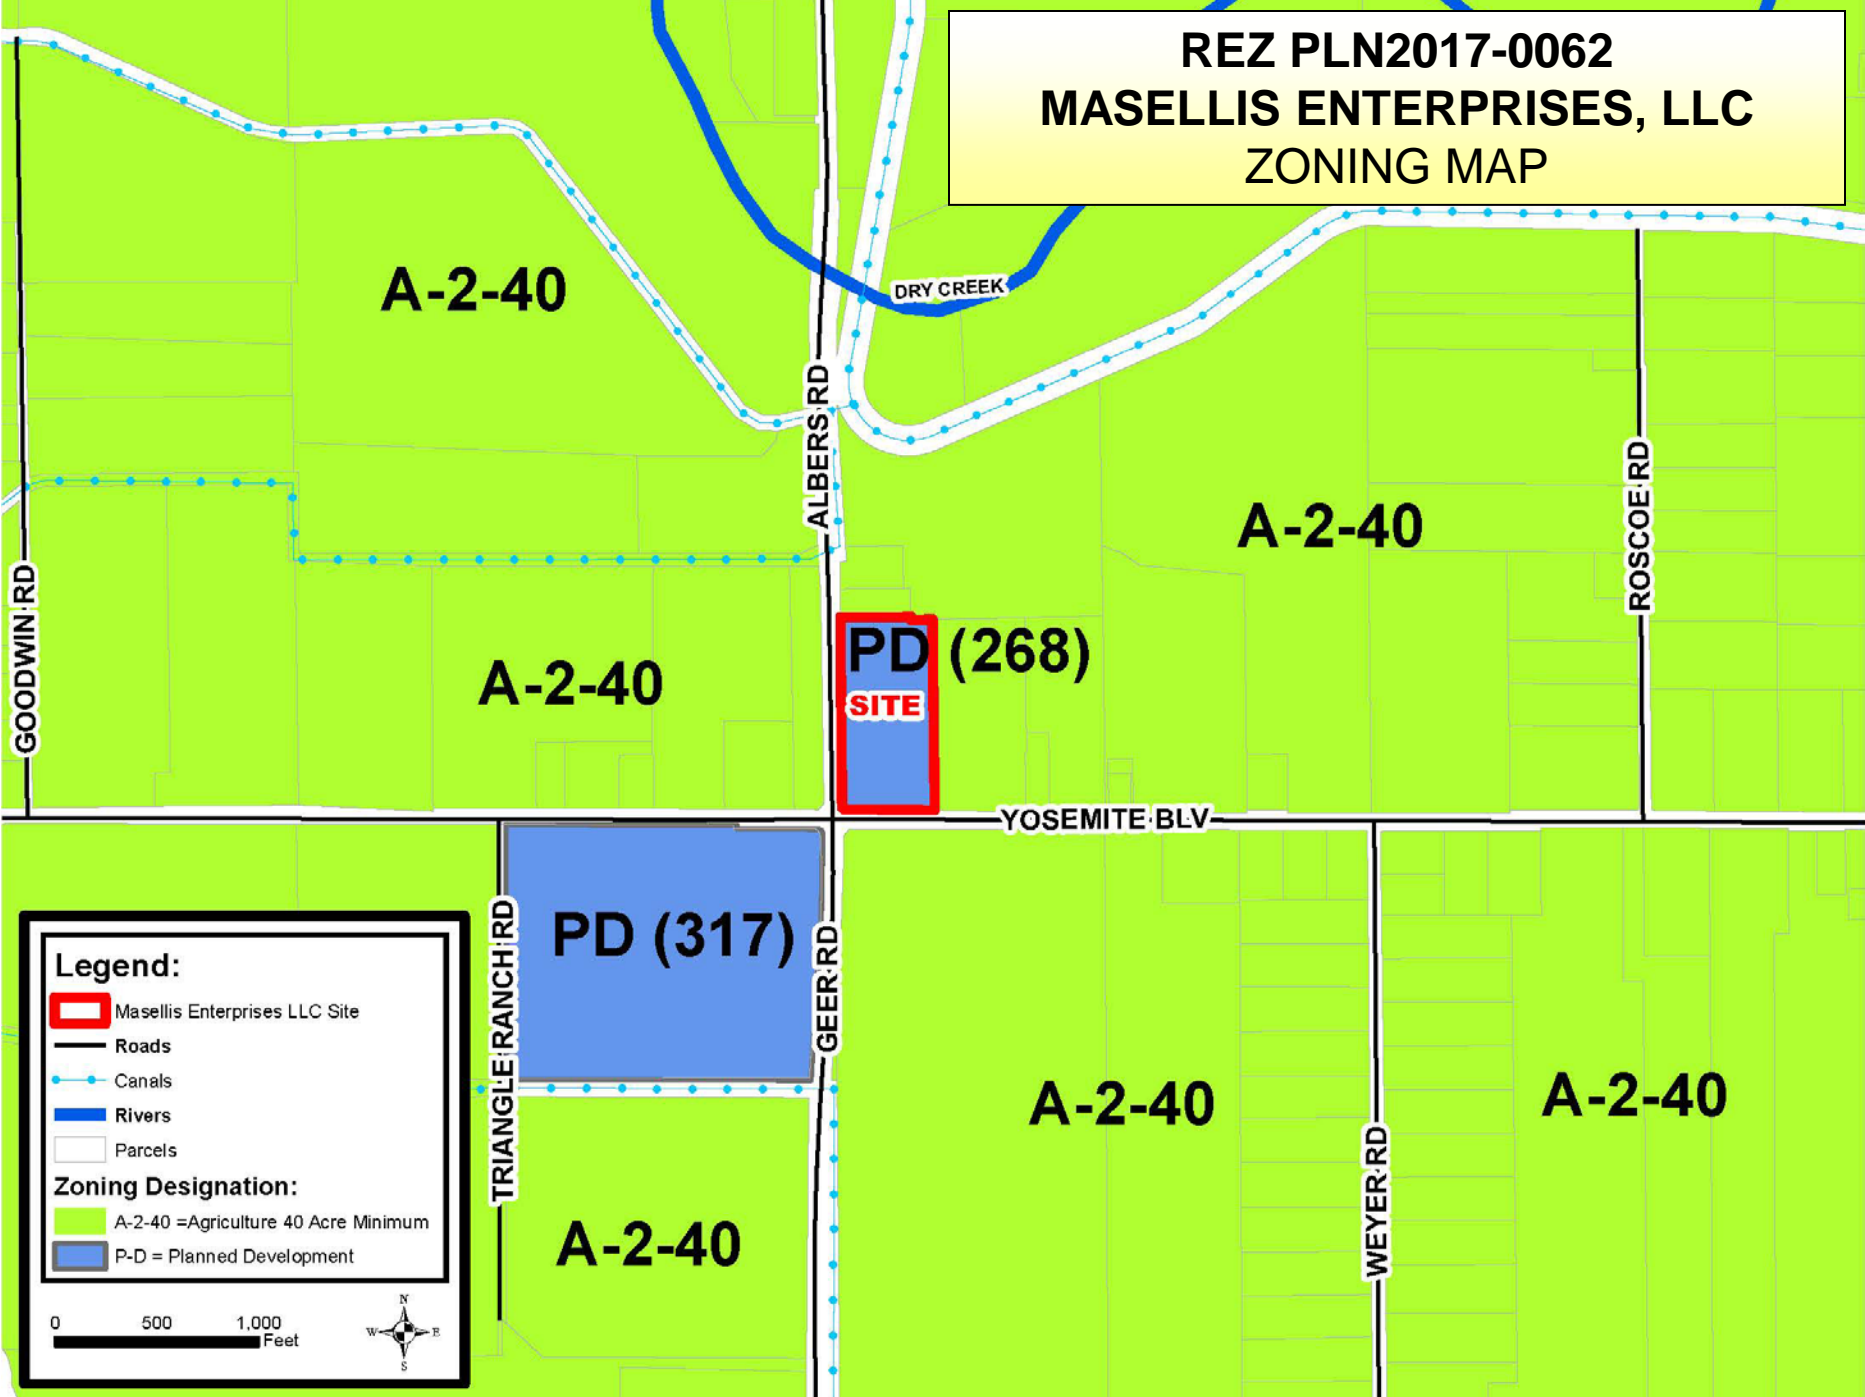 REZ PLN2017-0062
MASELLIS ENTERPRISES, LLC
ZONING MAP
A-2-40
DRY CREEK
ALBERS RD
A-2-40
ROSCOE RD
GOODWIN RD
A-2-40
PD (268)
SITE
YOSEMITE BLV
PD (317)
TRIANGLE RANCH RD
GEER RD
A-2-40
A-2-40
WEYER RD
A-2-40
Legend:
Masellis Enterprises LLC Site
Roads
Canals
Rivers
Parcels
Zoning Designation:
A-2-40 =Agriculture 40 Acre Minimum
P-D = Planned Development
0 500 1,000
Feet
N
W E
S